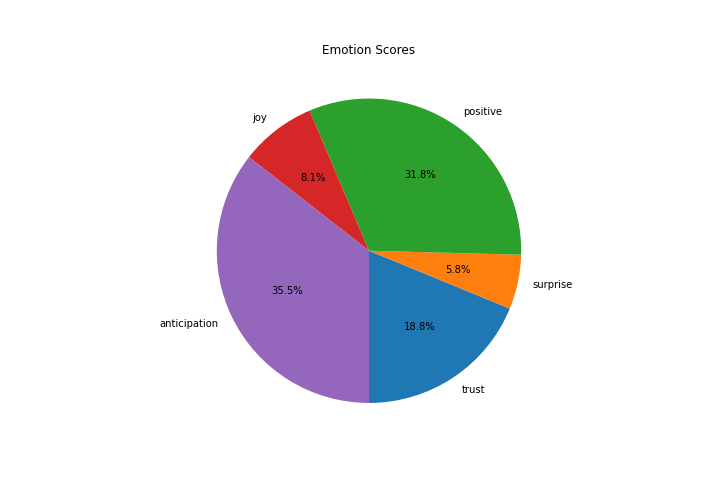 Emotion Scores
joy
positive
8.1%
31.8%
5.8%
surprise
35.5%
anticipation
18.8%
trust